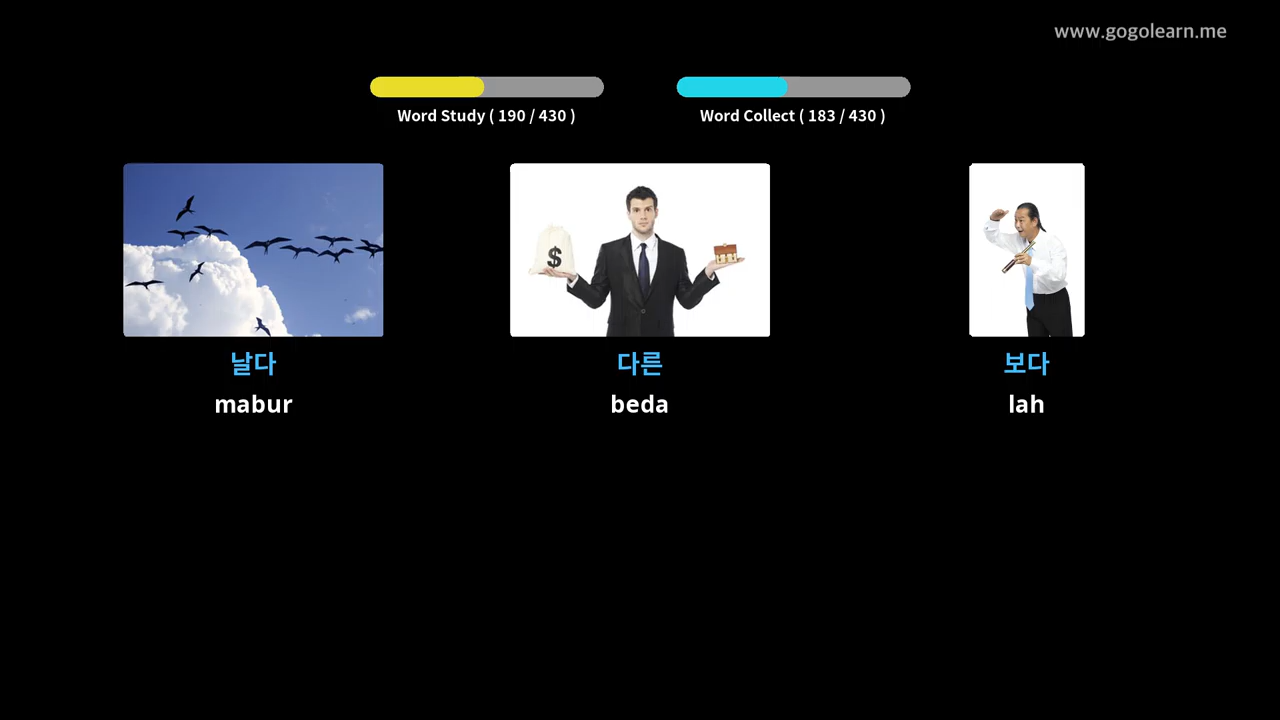 www.gogolearn.me
Word Study ( 190 / 430 )
Word Collect ( 183 / 430 )
$
날다
다른
보다
mabur
beda
lah